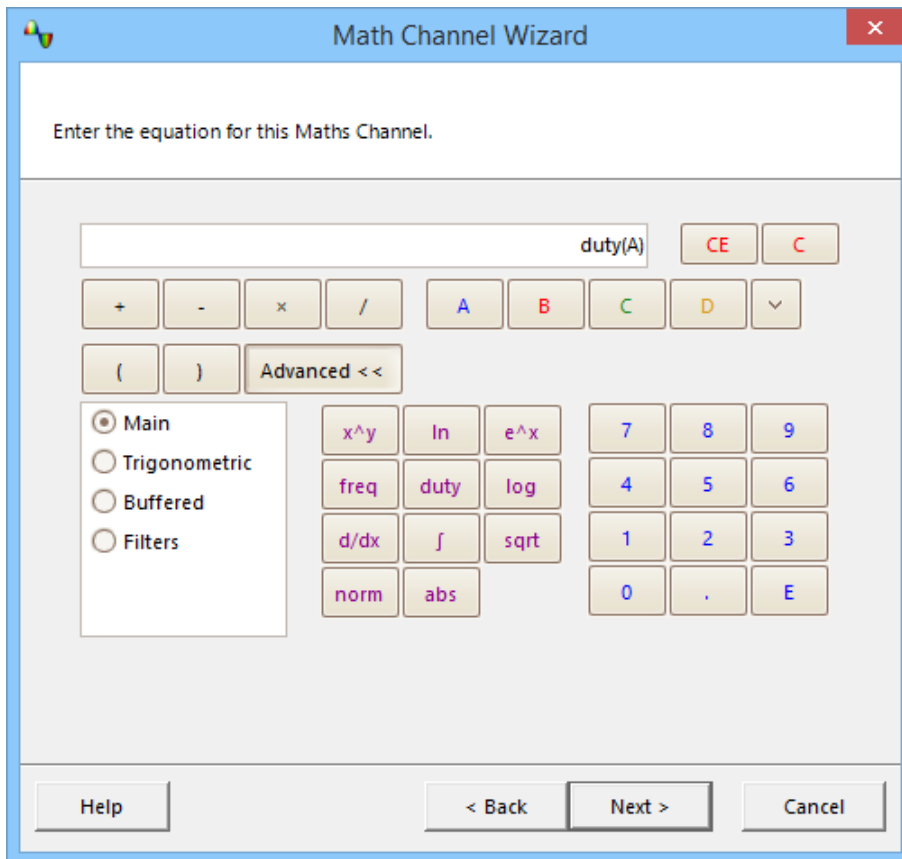 Math Channel Wizard
Enter the equation for this Maths Channel.
duty(A) CE C
+ - × / A B C D
( ) Advanced <<
Main
Trigonometric
Buffered
Filters
x^y ln e^x
freq duty log
d/dx ∫ sqrt
norm abs
7 8 9
4 5 6
1 2 3
0 . E
Help < Back Next > Cancel